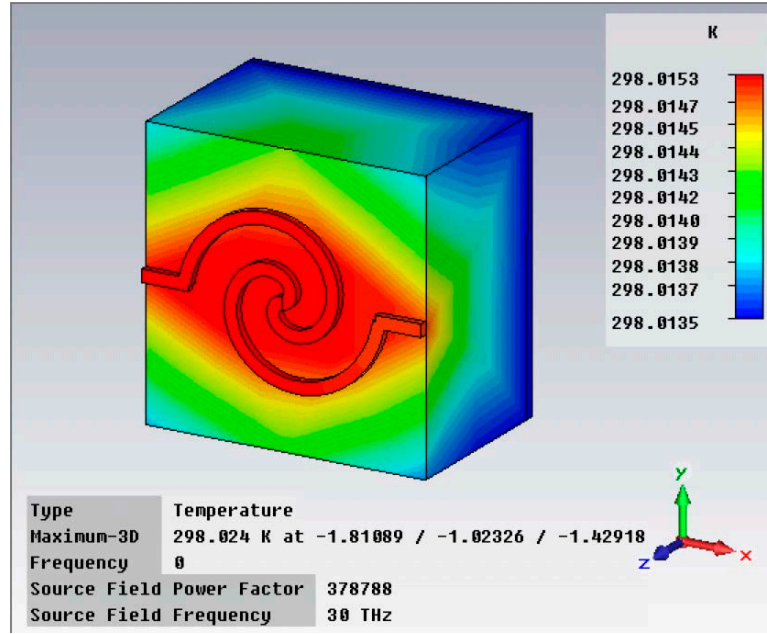 K
298.0153
298.0147
298.0145
298.0144
298.0143
298.0142
298.0140
298.0139
298.0138
298.0137
298.0135
y
x
z
Type Temperature
Maximum-3D 298.024 K at -1.81089 / -1.02326 / -1.42918
Frequency 0
Source Field Power Factor 378788
Source Field Frequency 30 THz